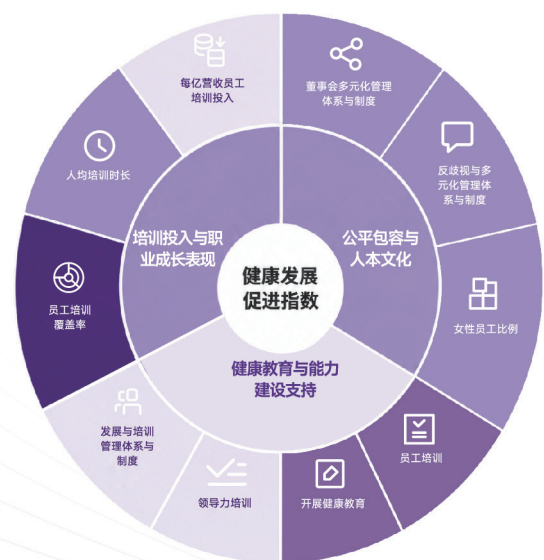 健康发展
促进指数
公平包容与
人本文化
健康教育与能力
建设支持
培训投入与职
业成长表现
董事会多元化管理
体系与制度
反歧视与多
元化管理体
系与制度
女性员工比例
员工培训
开展健康教育
领导力培训
发展与培训
管理体系与
制度
员工培训
覆盖率
人均培训时长
每亿营收员工
培训投入